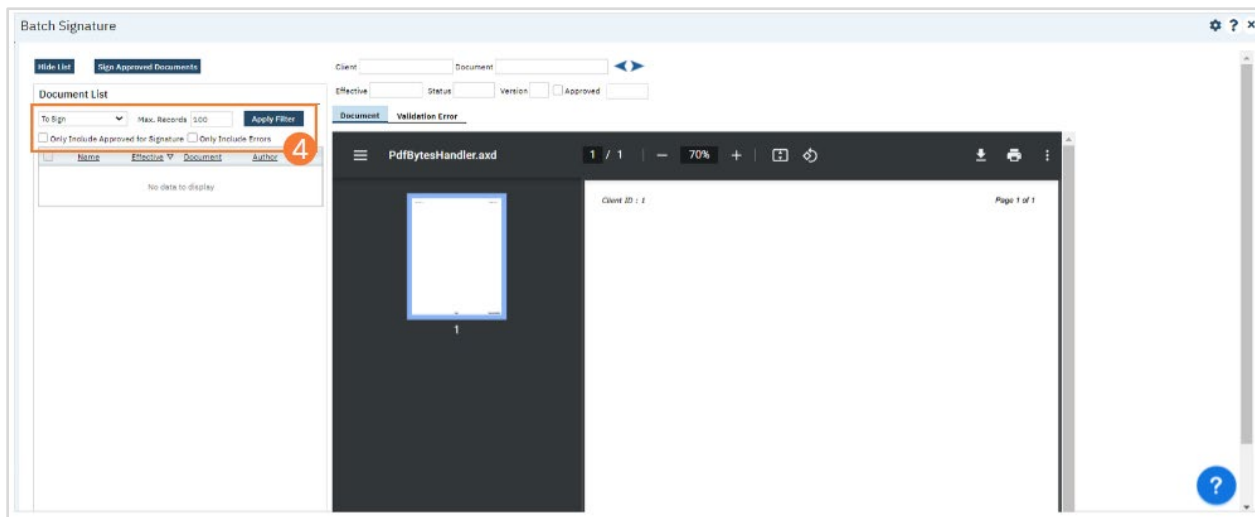 Batch Signature
? ×
Hide List Sign Approved Documents
Client Document
Document List
Effective Status Version Approved
To Sign Max. Records 100 Apply Filter
Document Validation Error
Only Include Approved for Signature Only Include Errors
4
Name Effective Document Author
PdfBytesHandler.axd 1 / 1 70%
No data to display
Client ID : 1 Page 1 of 1
1
?